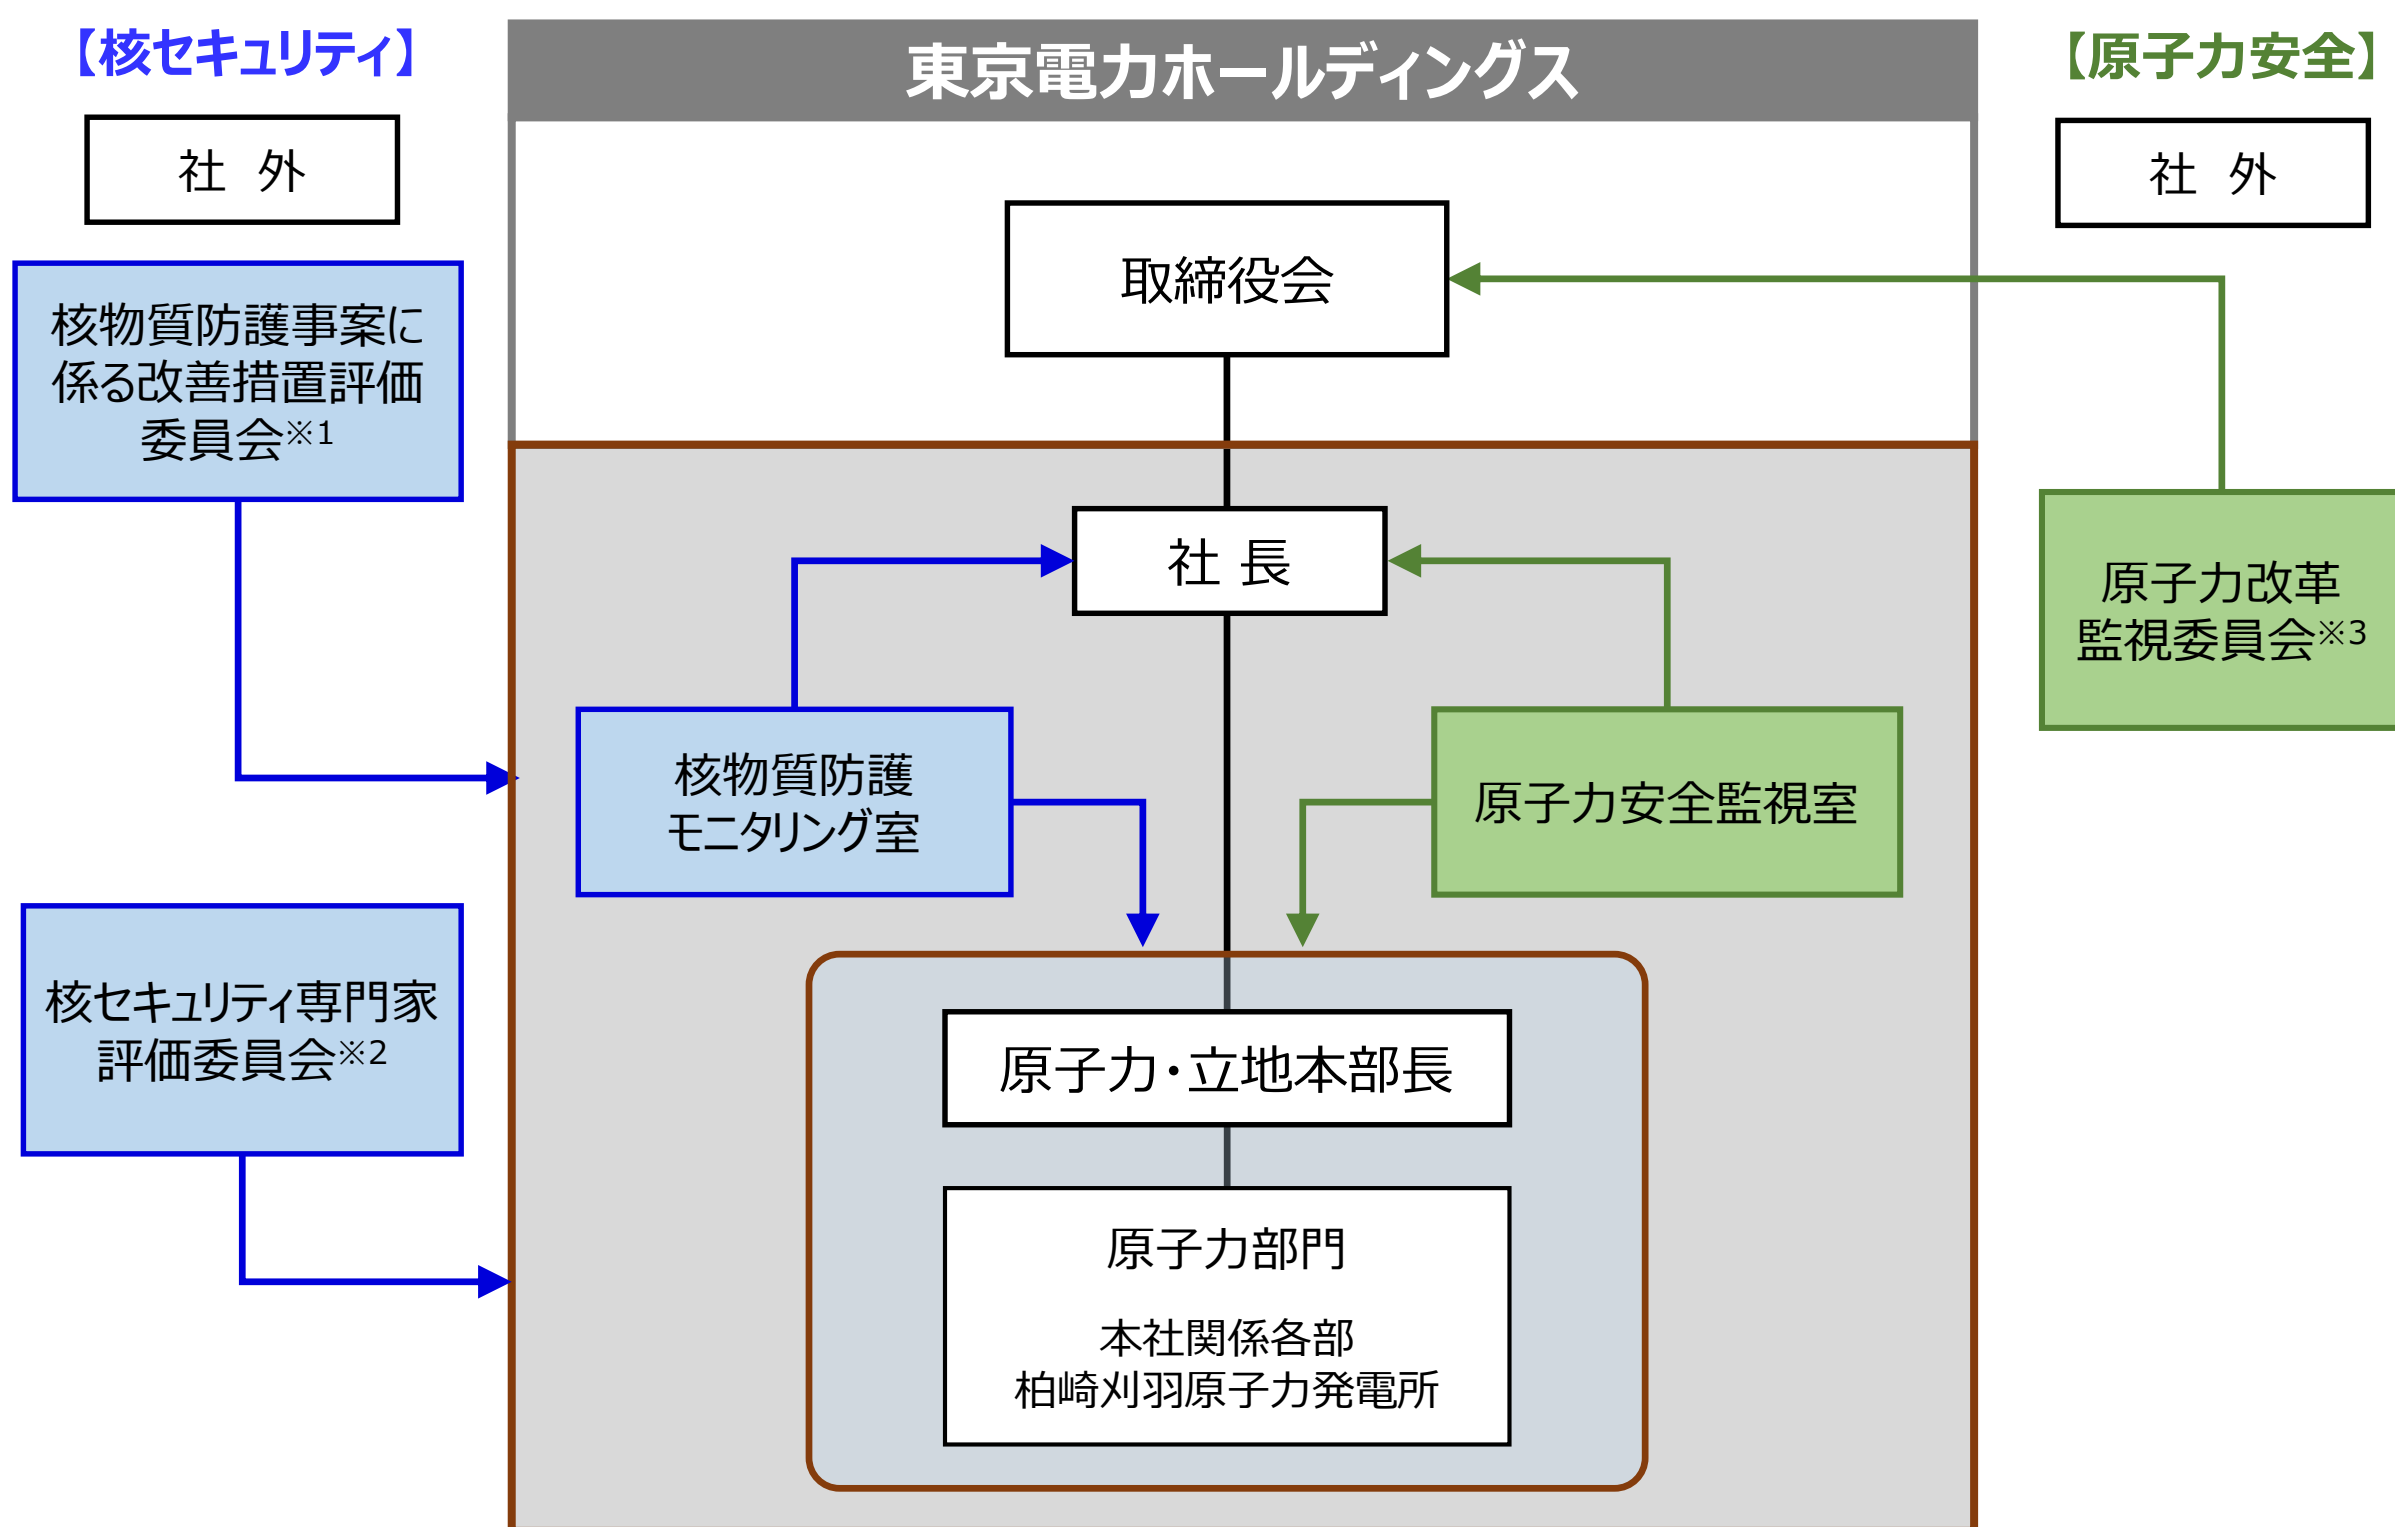 【核セキュリティ】
東京電力ホールディングス
【原子力安全】
社 外
社 外
取締役会
核物質防護事案に
係る改善措置評価
委員会※1
社 長
原子力改革
監視委員会※3
核物質防護
モニタリング室
原子力安全監視室
核セキュリティ専門家
評価委員会※2
原子力・立地本部長
原子力部門
本社関係各部
柏崎刈羽原子力発電所